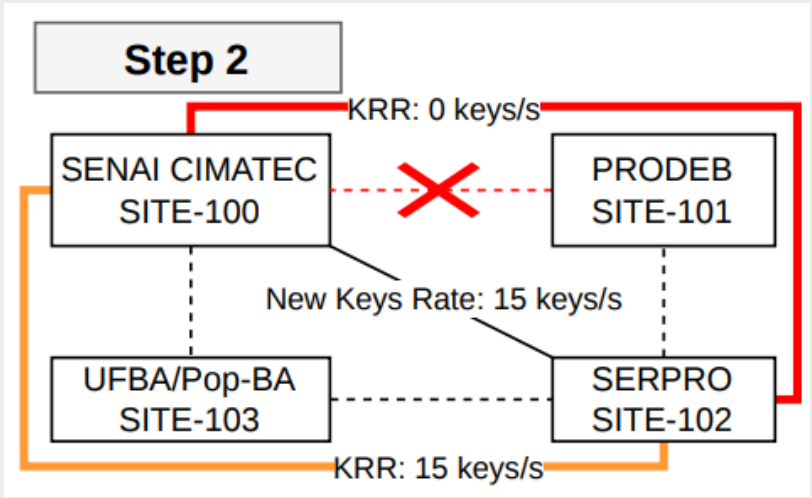 Step 2
KRR: 0 keys/s
SENAI CIMATEC
SITE-100
PRODEB
SITE-101
New Keys Rate: 15 keys/s
UFBA/Pop-BA
SITE-103
SERPRO
SITE-102
KRR: 15 keys/s